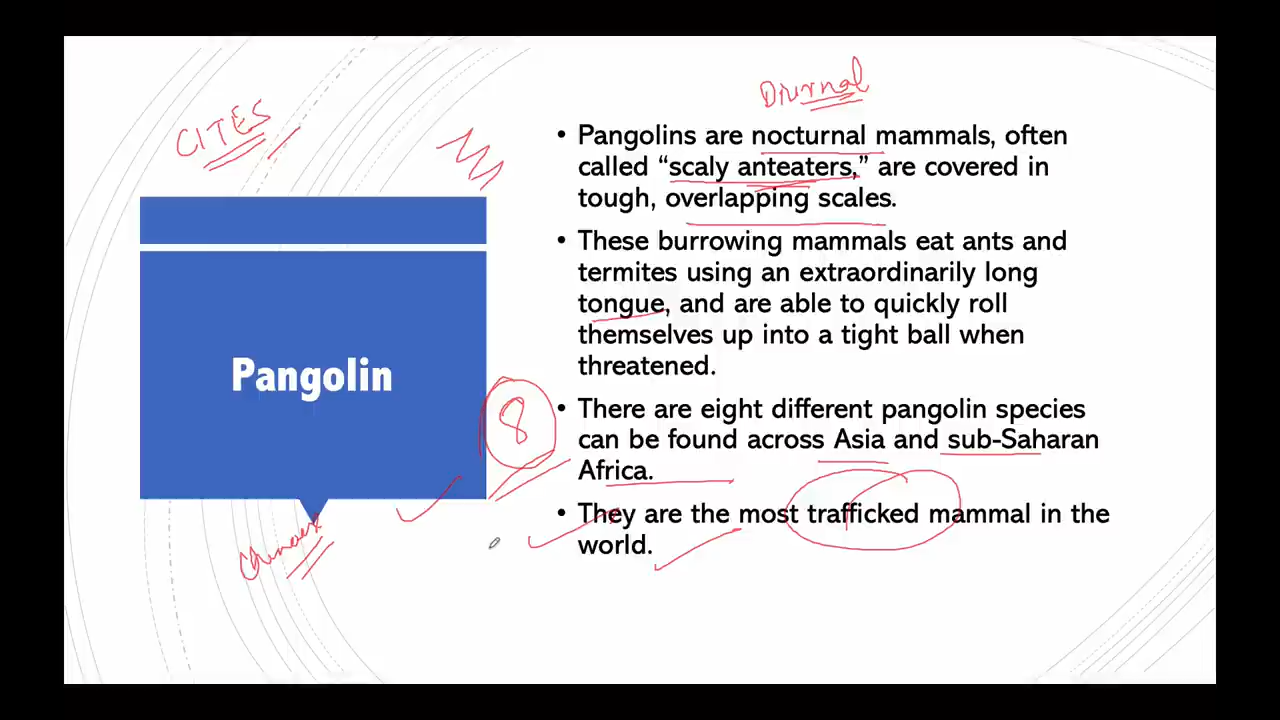 Diurnal
CITES
• Pangolins are nocturnal mammals, often
called “scaly anteaters,” are covered in
tough, overlapping scales.
• These burrowing mammals eat ants and
termites using an extraordinarily long
tongue, and are able to quickly roll
themselves up into a tight ball when
threatened.
Pangolin
8
• There are eight different pangolin species
can be found across Asia and sub-Saharan
Africa.
• They are the most trafficked mammal in the
world.